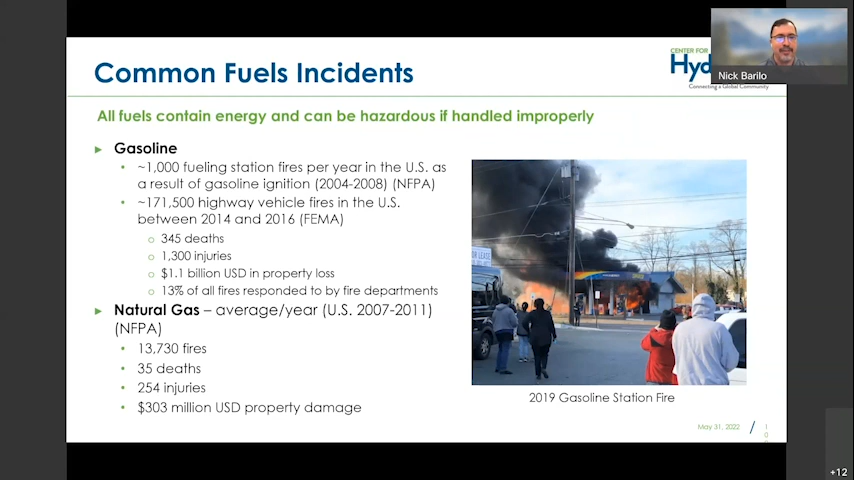 Nick Barilo
CENTER FOR
Hyd
Connecting a Global Community
Common Fuels Incidents
All fuels contain energy and can be hazardous if handled improperly
► Gasoline
• ~1,000 fueling station fires per year in the U.S. as
a result of gasoline ignition (2004-2008) (NFPA)
• ~171,500 highway vehicle fires in the U.S.
between 2014 and 2016 (FEMA)
o 345 deaths
o 1,300 injuries
o $1.1 billion USD in property loss
o 13% of all fires responded to by fire departments
► Natural Gas – average/year (U.S. 2007-2011)
(NFPA)
• 13,730 fires
• 35 deaths
• 254 injuries
• $303 million USD property damage
OR LEASE
2019 Gasoline Station Fire
May 31, 2022
+12